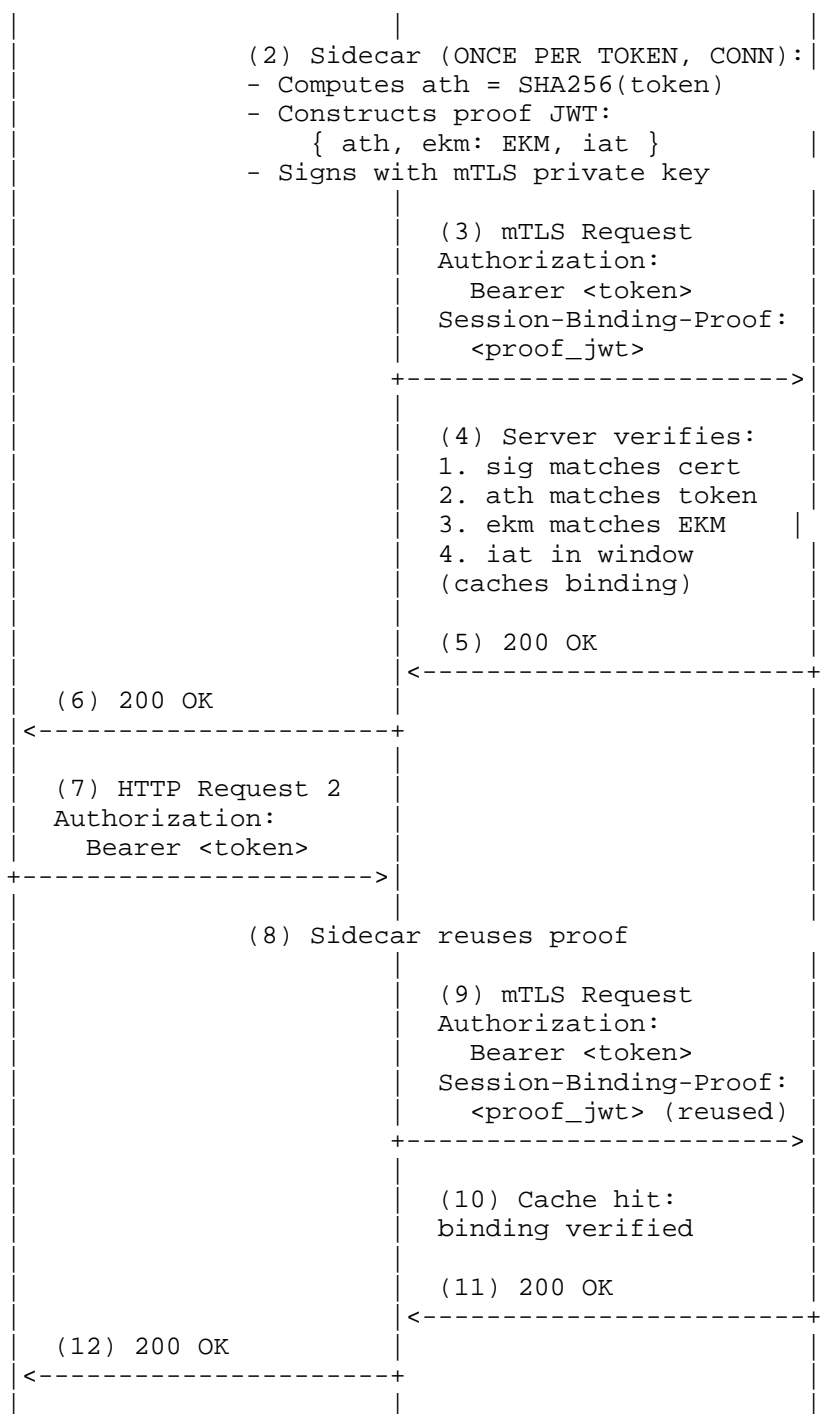 (2) Sidecar (ONCE PER TOKEN, CONN):
- Computes ath = SHA256(token)
- Constructs proof JWT:
{ ath, ekm: EKM, iat }
- Signs with mTLS private key
(3) mTLS Request
Authorization:
Bearer <token>
Session-Binding-Proof:
<proof_jwt>
(4) Server verifies:
1. sig matches cert
2. ath matches token
3. ekm matches EKM
4. iat in window
(caches binding)
(5) 200 OK
(6) 200 OK
(7) HTTP Request 2
Authorization:
Bearer <token>
(8) Sidecar reuses proof
(9) mTLS Request
Authorization:
Bearer <token>
Session-Binding-Proof:
<proof_jwt> (reused)
(10) Cache hit:
binding verified
(11) 200 OK
(12) 200 OK